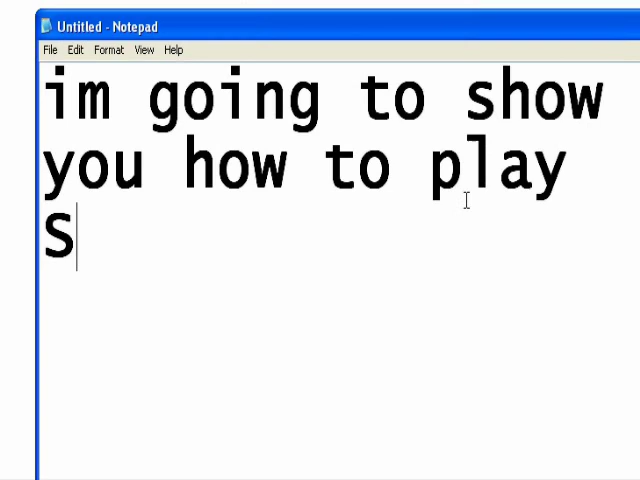 Untitled - Notepad
File Edit Format View Help
im going to show
you how to play
S